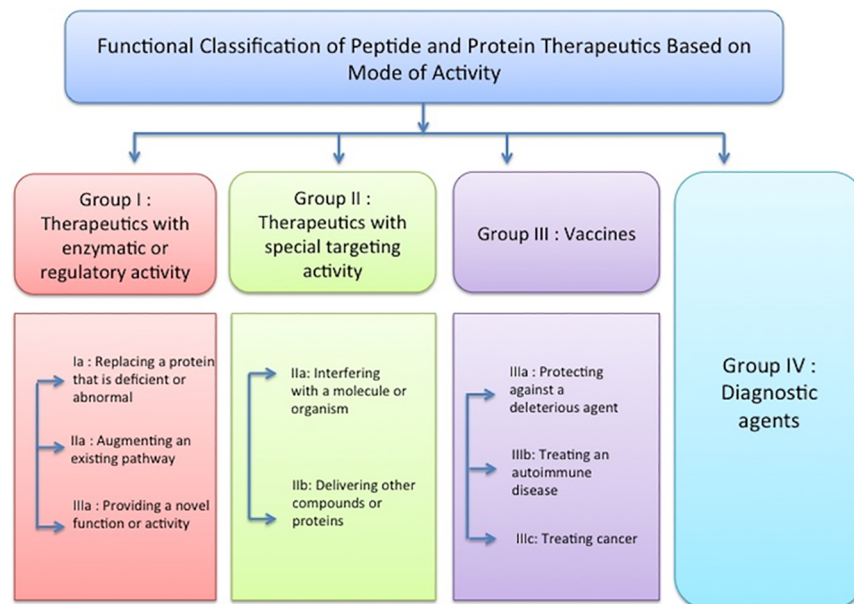 Functional Classification of Peptide and Protein Therapeutics Based on
Mode of Activity
Group I :
Therapeutics with
enzymatic or
regulatory activity
Group II :
Therapeutics with
special targeting
activity
Group III : Vaccines
Group IV :
Diagnostic
agents
Ia : Replacing a protein
that is deficient or
abnormal
IIa : Augmenting an
existing pathway
IIIa : Providing a novel
function or activity
IIa: Interfering
with a molecule or
organism
IIb: Delivering other
compounds or
proteins
IIIa : Protecting
against a
deleterious agent
IIIb: Treating an
autoimmune
disease
IIIc: Treating cancer